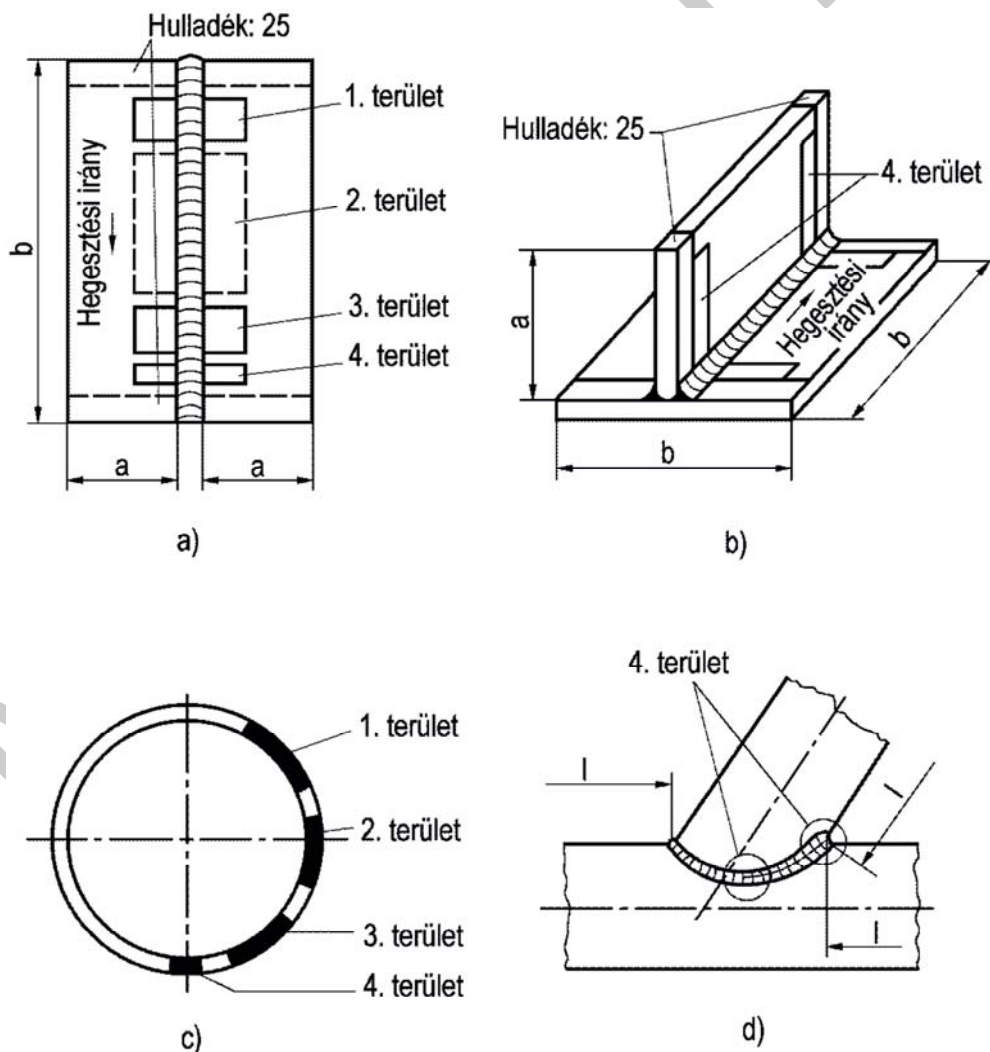 Hulladék: 25
1. terület
2. terület
3. terület
4. terület
Hegesztési irány
b
a
a
a)
Hulladék: 25
4. terület
Hegesztési
irány
a
b
b
b)
1. terület
2. terület
3. terület
4. terület
c)
4. terület
l
l
l
d)